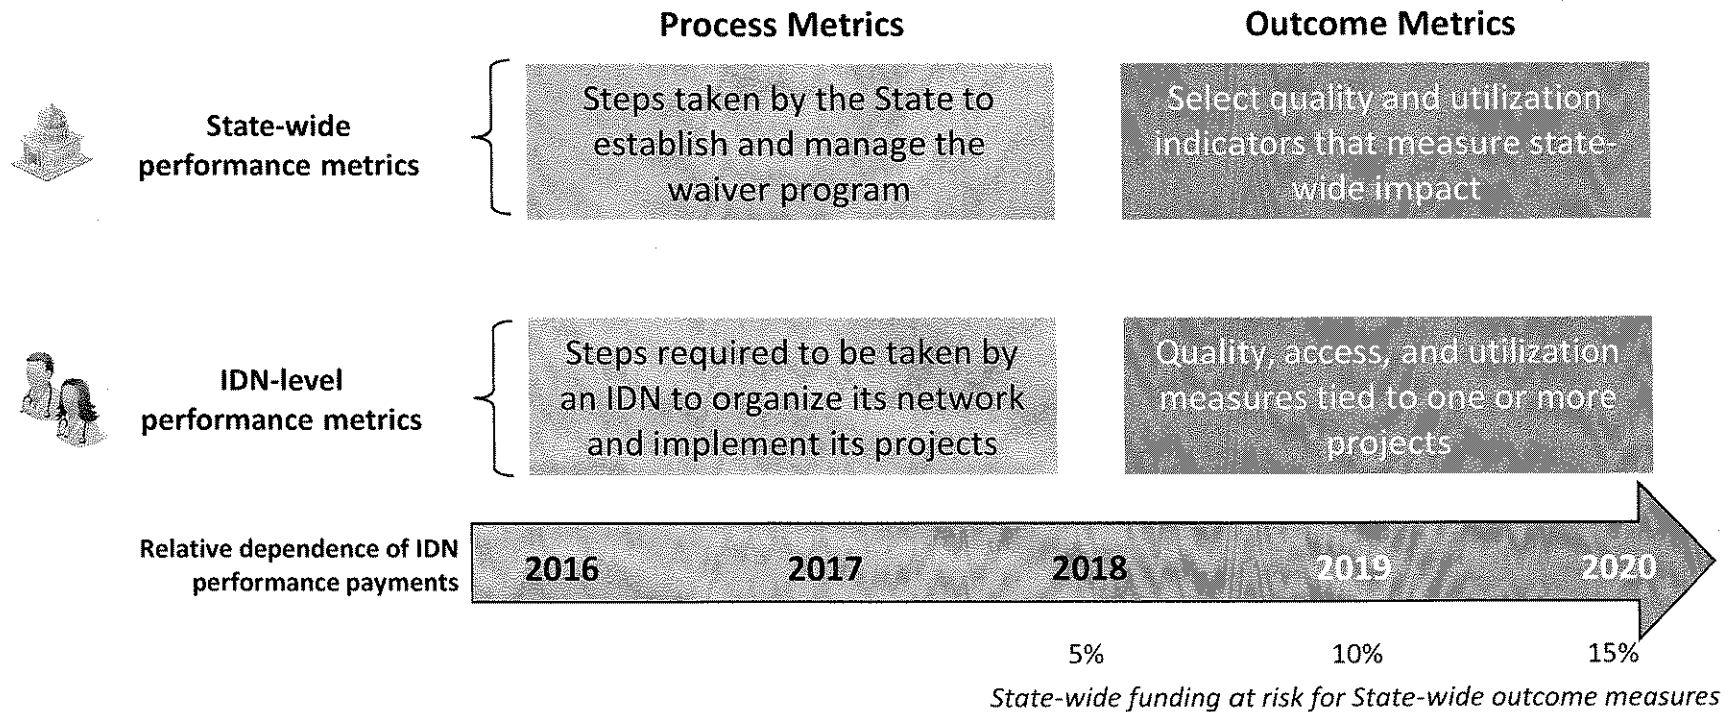 Process Metrics
Outcome Metrics
State-wide
performance metrics
Steps taken by the State to
establish and manage the
waiver program
Select quality and utilization
indicators that measure state-
wide impact
IDN-level
performance metrics
Steps required to be taken by
an IDN to organize its network
and implement its projects
Quality, access, and utilization
measures tied to one or more
projects
Relative dependence of IDN
performance payments
2016
2017
2018
2019
2020
5%
10%
15%
State-wide funding at risk for State-wide outcome measures